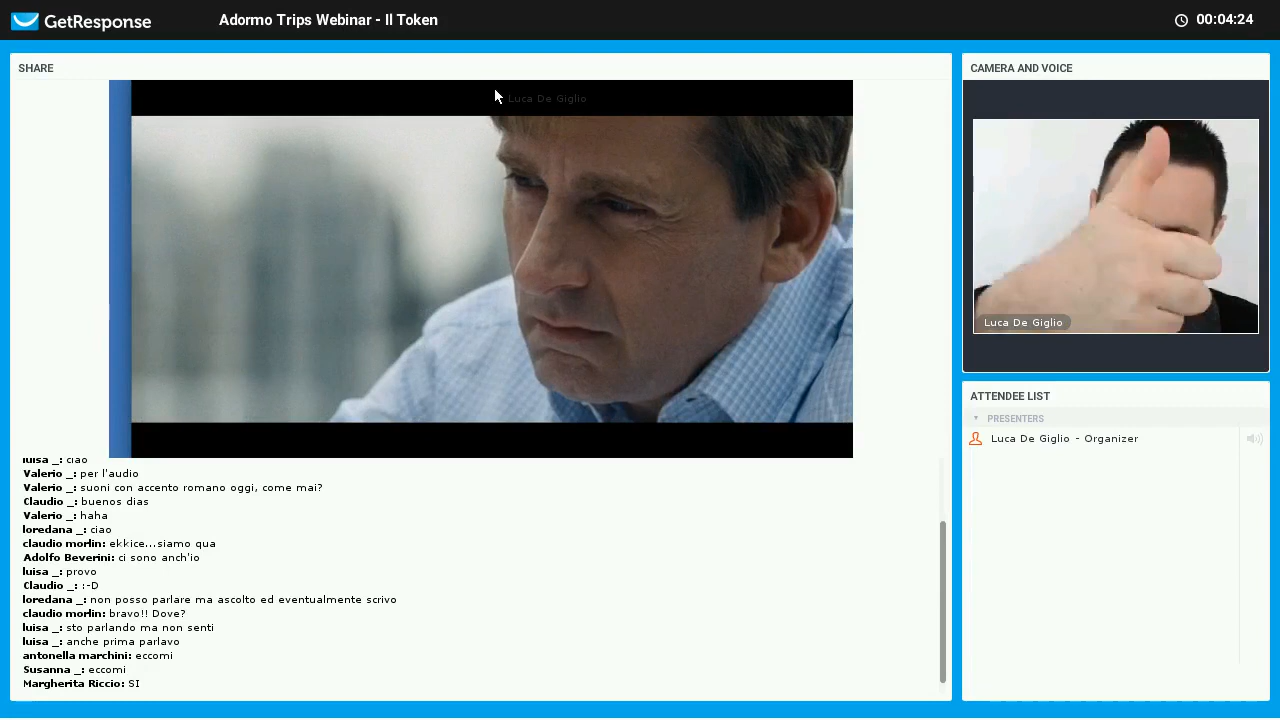 GetResponse
Adormo Trips Webinar - Il Token
00:04:24
SHARE
Luca De Giglio
luisa _: ciao
Valerio _: per l'audio
Valerio _: suoni con accento romano oggi, come mai?
Claudio _: buenos dias
Valerio _: haha
loredana _: ciao
claudio morlin: ekkice...siamo qua
Adolfo Beverini: ci sono anch'io
luisa _: provo
Claudio _: :-D
loredana _: non posso parlare ma ascolto ed eventualmente scrivo
claudio morlin: bravo!! Dove?
luisa _: sto parlando ma non senti
luisa _: anche prima parlavo
antonella marchini: eccomi
Susanna _: eccomi
Margherita Riccio: SI
CAMERA AND VOICE
Luca De Giglio
ATTENDEE LIST
PRESENTERS
Luca De Giglio - Organizer